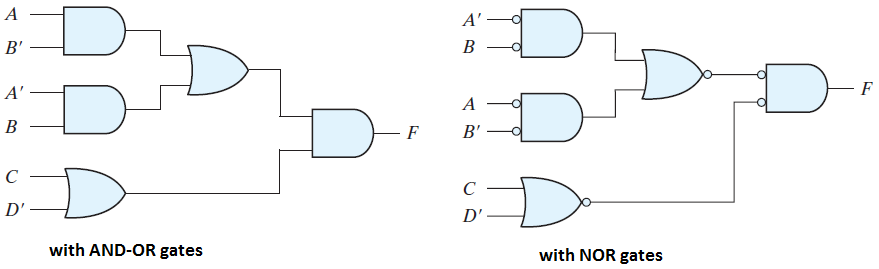 A
B'
A'
B
C
D'
F
with AND-OR gates
A'
B
A
B'
C
D'
F
with NOR gates